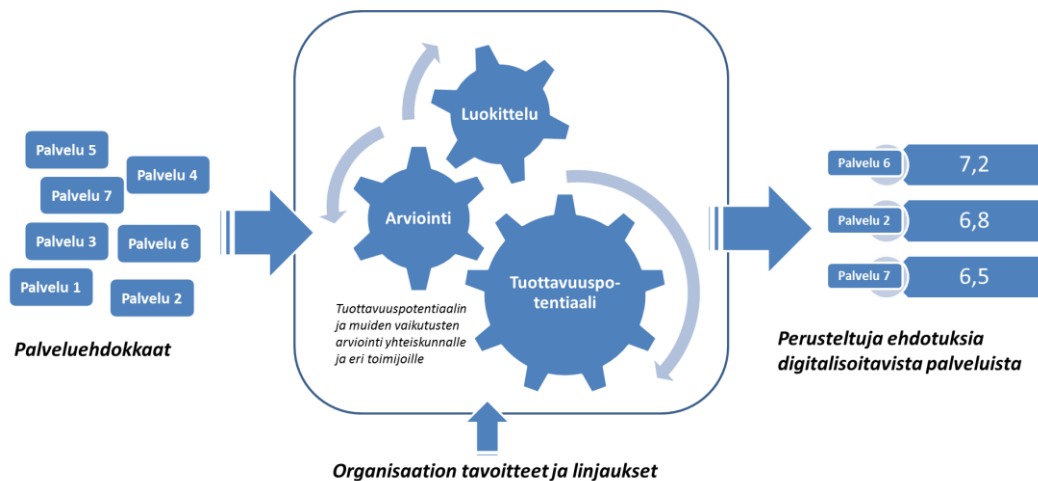 Palvelu 5
Palvelu 4
Palvelu 7
Palvelu 3
Palvelu 6
Palvelu 1
Palvelu 2
Palveluehdokkaat
Luokittelu
Arviointi
Tuottavuuspo-
tentiaali
Tuottavuuspotentiaalin
ja muiden vaikutusten
arviointi yhteiskunnalle
ja eri toimijoille
Organisaation tavoitteet ja linjaukset
Palvelu 6
7,2
Palvelu 2
6,8
Palvelu 7
6,5
Perusteltuja ehdotuksia
digitalisoitavista palveluista